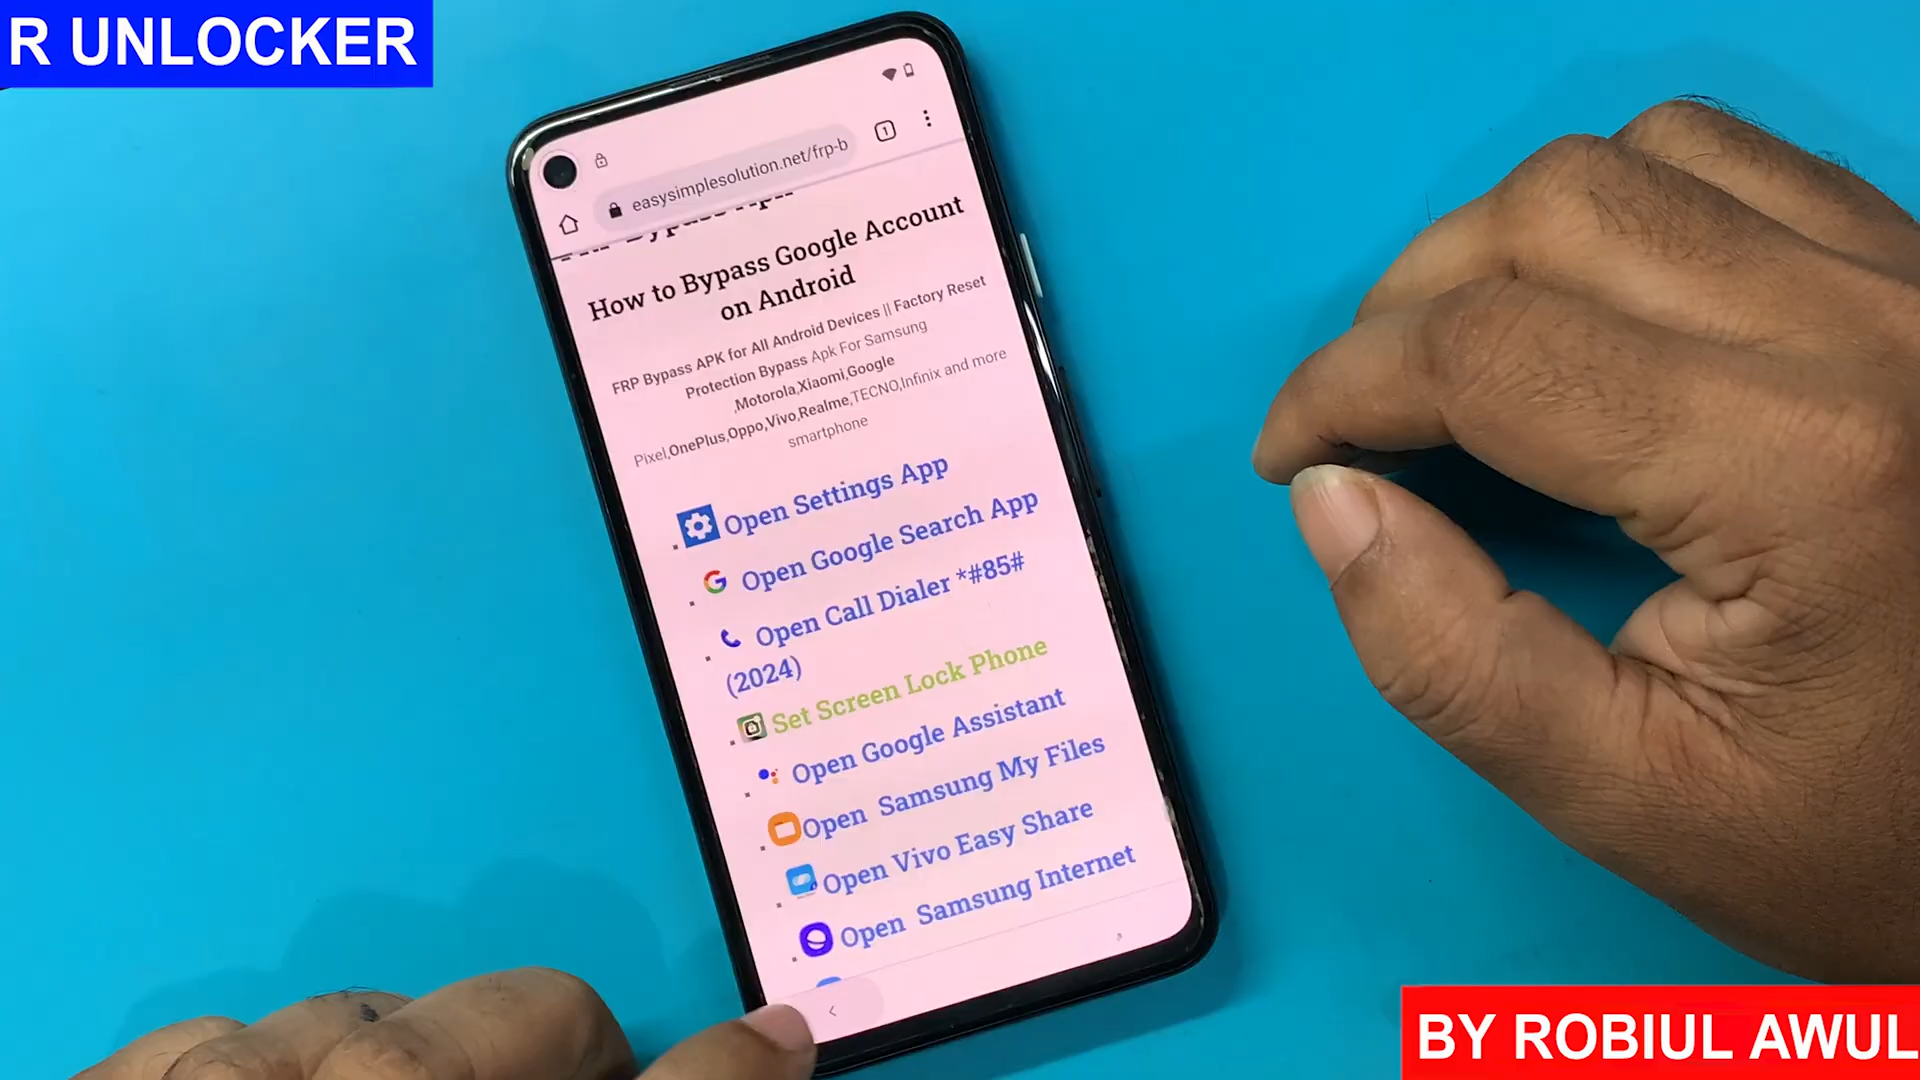 R UNLOCKER
1
easysimplesolution.net/frp-b
How to Bypass Google Account
on Android
FRP Bypass APK for All Android Devices || Factory Reset
Protection Bypass Apk For Samsung
,Motorola,Xiaomi,Google
Pixel,OnePlus,Oppo,Vivo,Realme,TECNO,Infinix and more
smartphone
Open Settings App
Open Google Search App
Open Call Dialer *#85#
(2024)
Set Screen Lock Phone
Open Google Assistant
Open Samsung My Files
Open Vivo Easy Share
Open Samsung Internet
BY ROBIUL AWUL